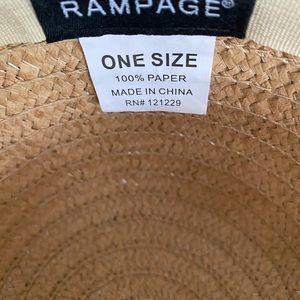 RAMPAGE®
ONE SIZE
100% PAPER
MADE IN CHINA
RN# 121229